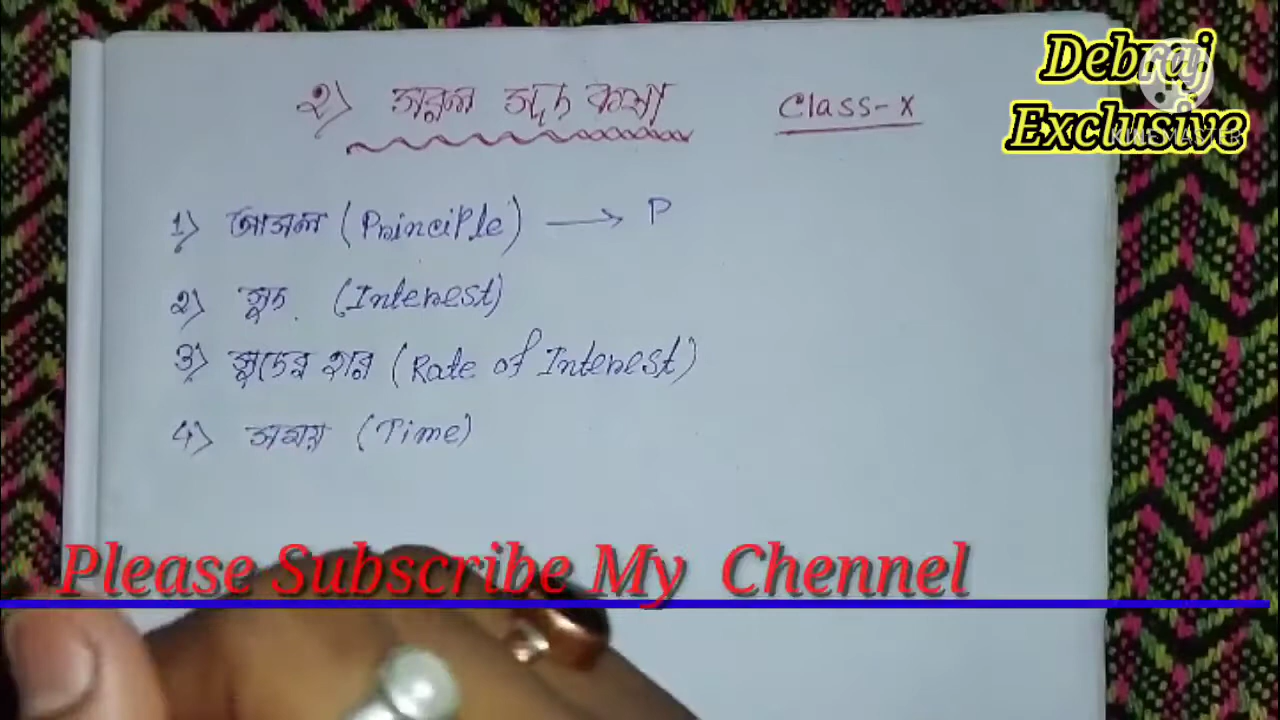 Debraj
Exclusive
KINEMASTER
২) সরল সুদ কষা Class-X
1) আসল (Principle) → P
2) সুদ. (Interest)
3) সুদের হার (Rate of Interest)
4) সময় (Time)
Please Subscribe My Chennel